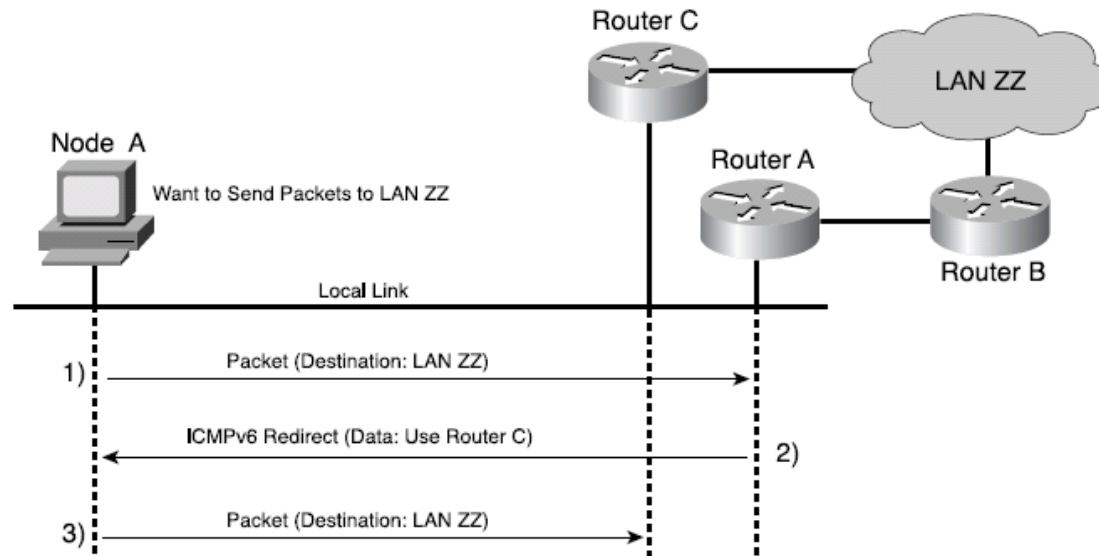 Router C
LAN ZZ
Node A
Want to Send Packets to LAN ZZ
Router A
Router B
Local Link
1)
Packet (Destination: LAN ZZ)
ICMPv6 Redirect (Data: Use Router C)
2)
3)
Packet (Destination: LAN ZZ)